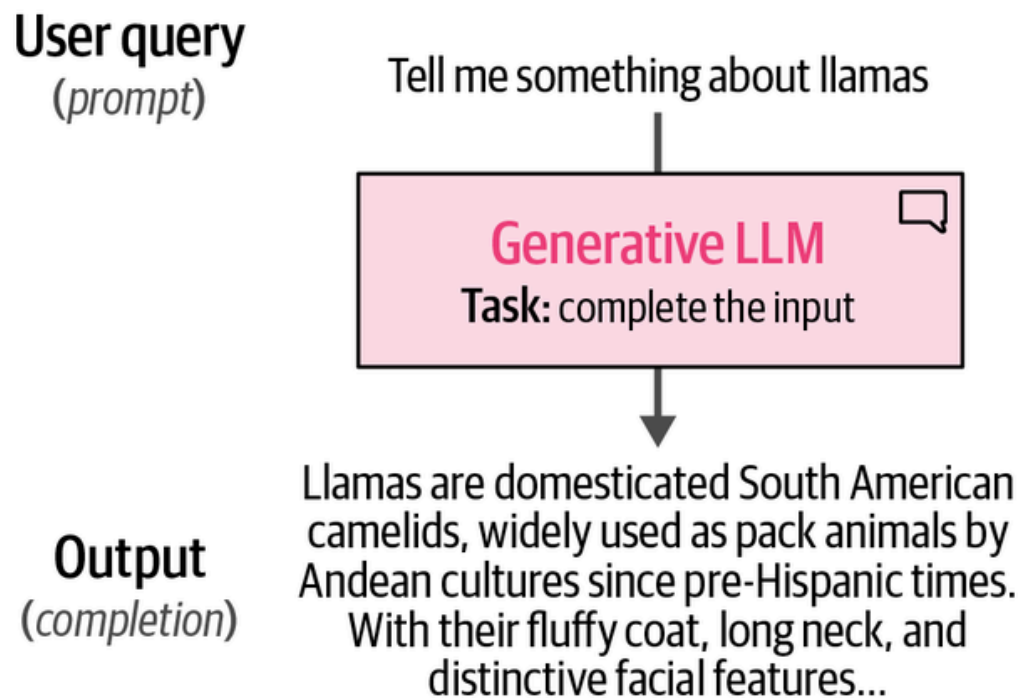 User query
(prompt)
Tell me something about llamas
Generative LLM
Task: complete the input
Output
(completion)
Llamas are domesticated South American
camelids, widely used as pack animals by
Andean cultures since pre-Hispanic times.
With their fluffy coat, long neck, and
distinctive facial features...